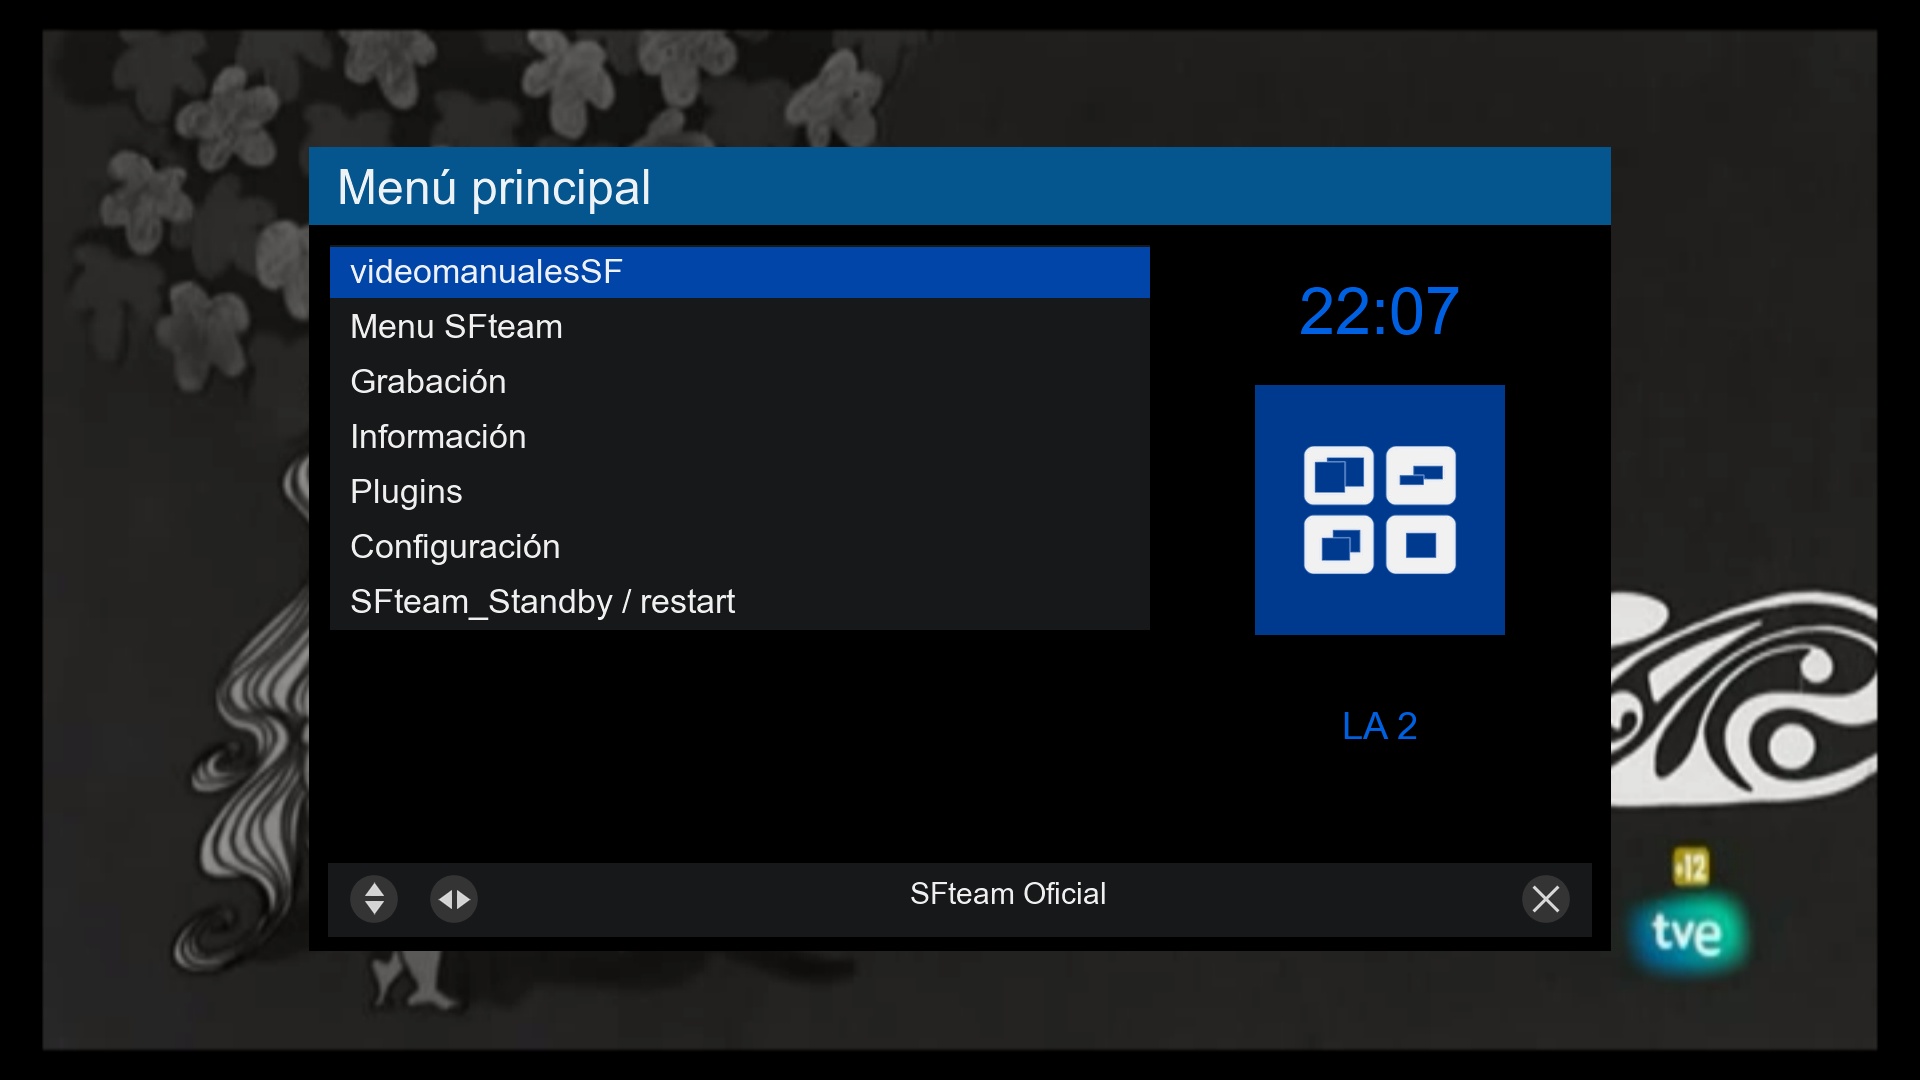 Menú principal
videomanualesSF
Menu SFteam
Grabación
Información
Plugins
Configuración
SFteam_Standby / restart
22:07
LA 2
SFteam Oficial
+12
tve